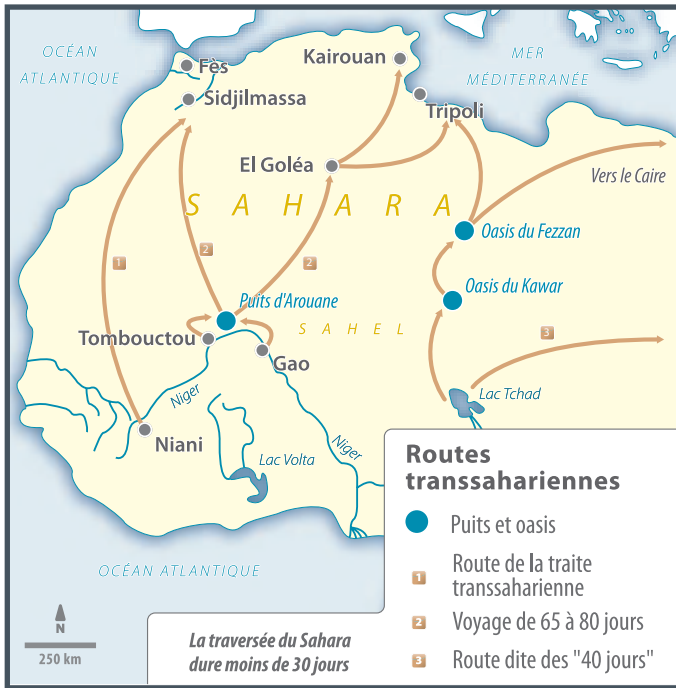 OCÉAN
ATLANTIQUE
Fès
Sidjilmassa
Kairouan
MER
MÉDITERRANÉE
Tripoli
El Goléa
Vers le Caire
SAHARA
Oasis du Fezzan
1
2
2
Oasis du Kawar
Puits d'Arouane
SAHEL
Tombouctou
Gao
3
Lac Tchad
Niger
Niani
Niger
Lac Volta
OCÉAN ATLANTIQUE
N
250 km
La traversée du Sahara
dure moins de 30 jours
Routes
transsahariennes
Puits et oasis
1 Route de la traite
transsaharienne
2 Voyage de 65 à 80 jours
3 Route dite des "40 jours"